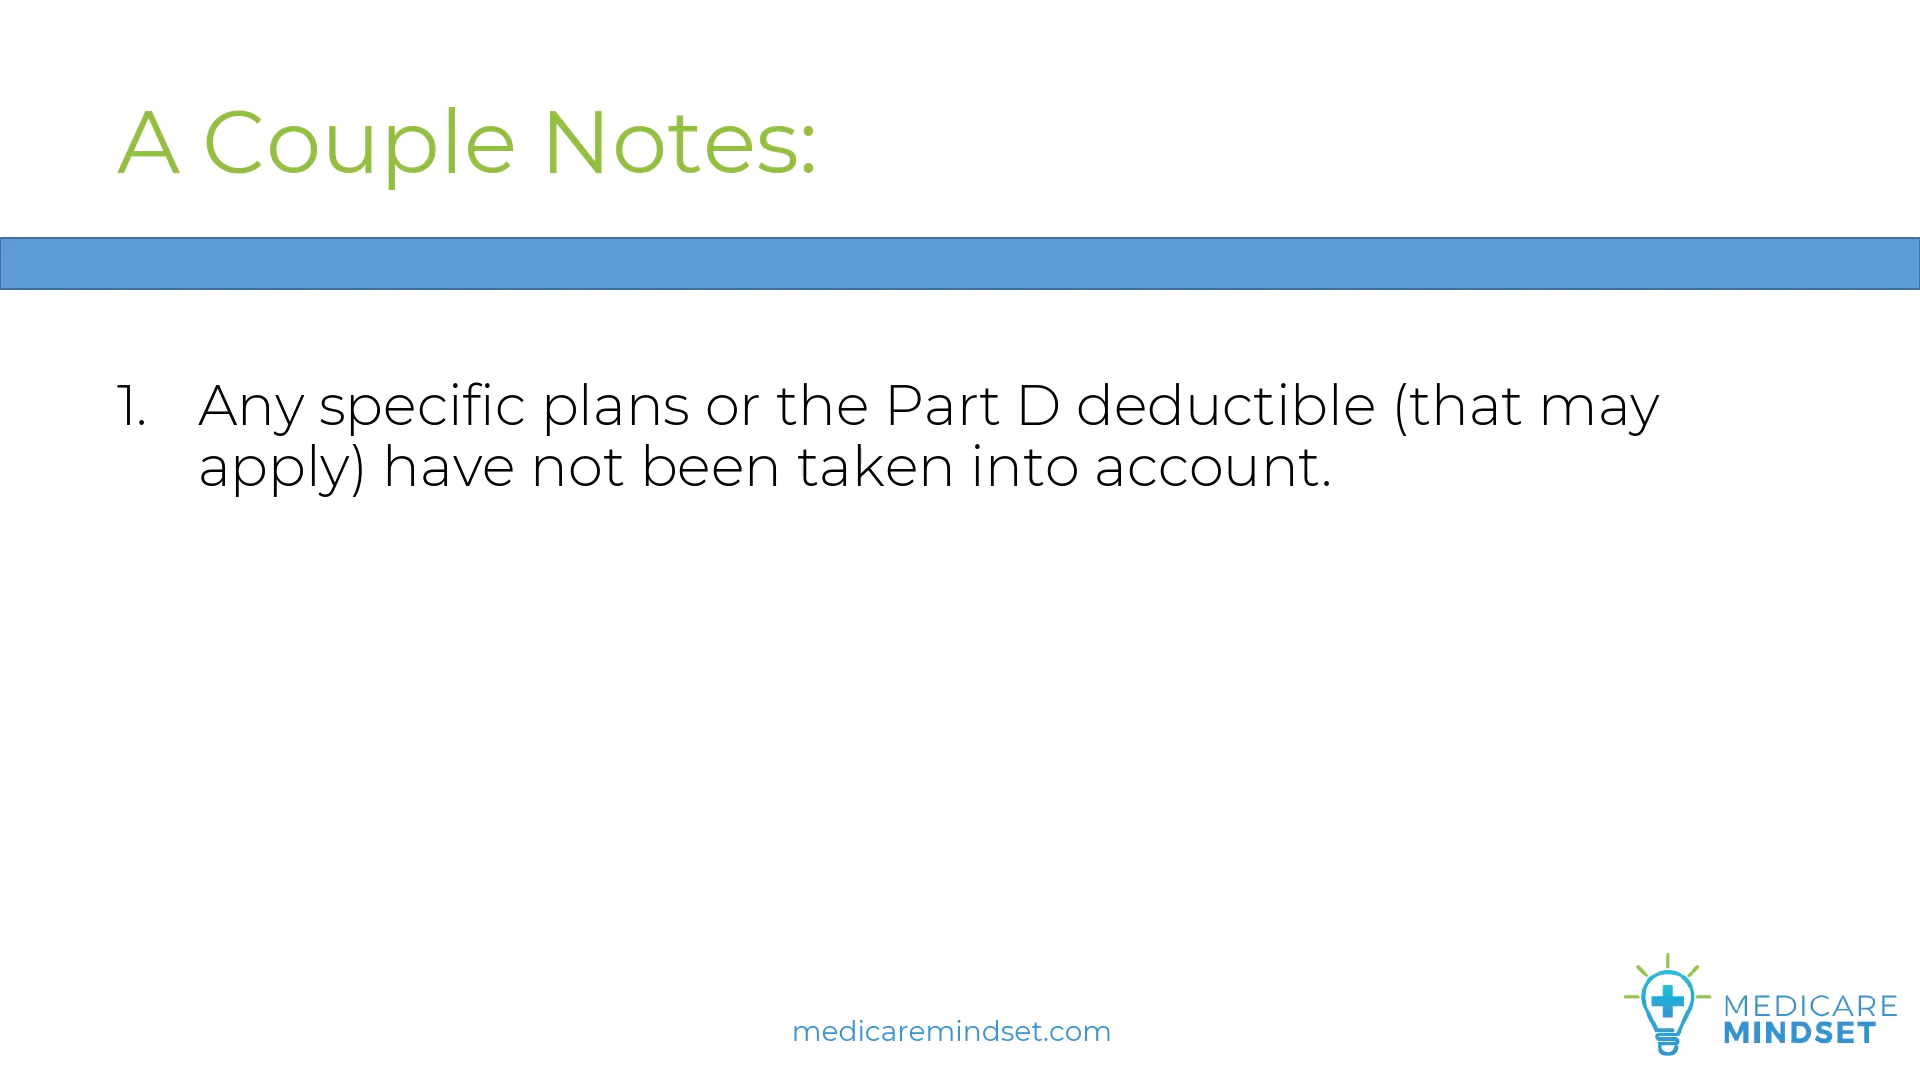 A Couple Notes:
1. Any specific plans or the Part D deductible (that may
apply) have not been taken into account.
medicaremindset.com
MEDICARE
MINDSET